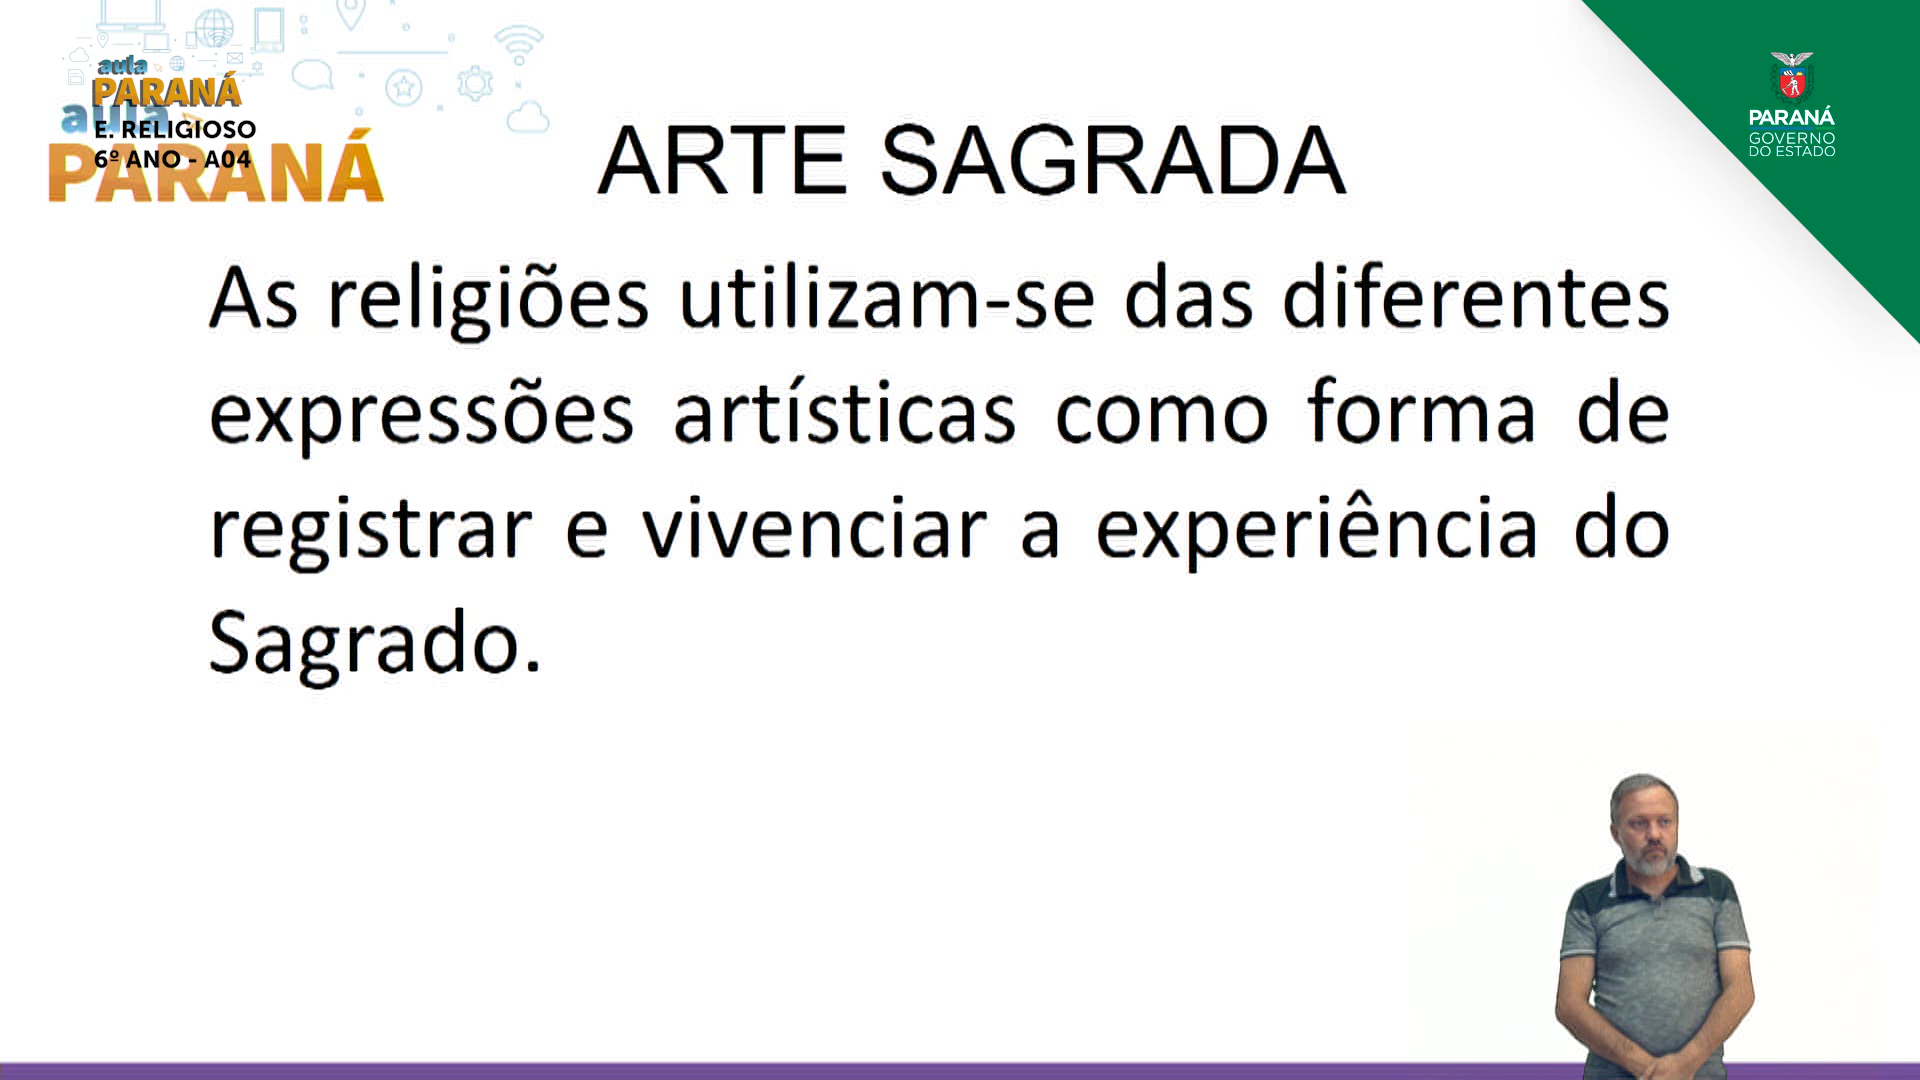 aula
PARANÁ
E. RELIGIOSO
6º ANO - A04
aula
PARANÁ
PARANÁ
GOVERNO
DO ESTADO
ARTE SAGRADA
As religiões utilizam-se das diferentes
expressões artísticas como forma de
registrar e vivenciar a experiência do
Sagrado.